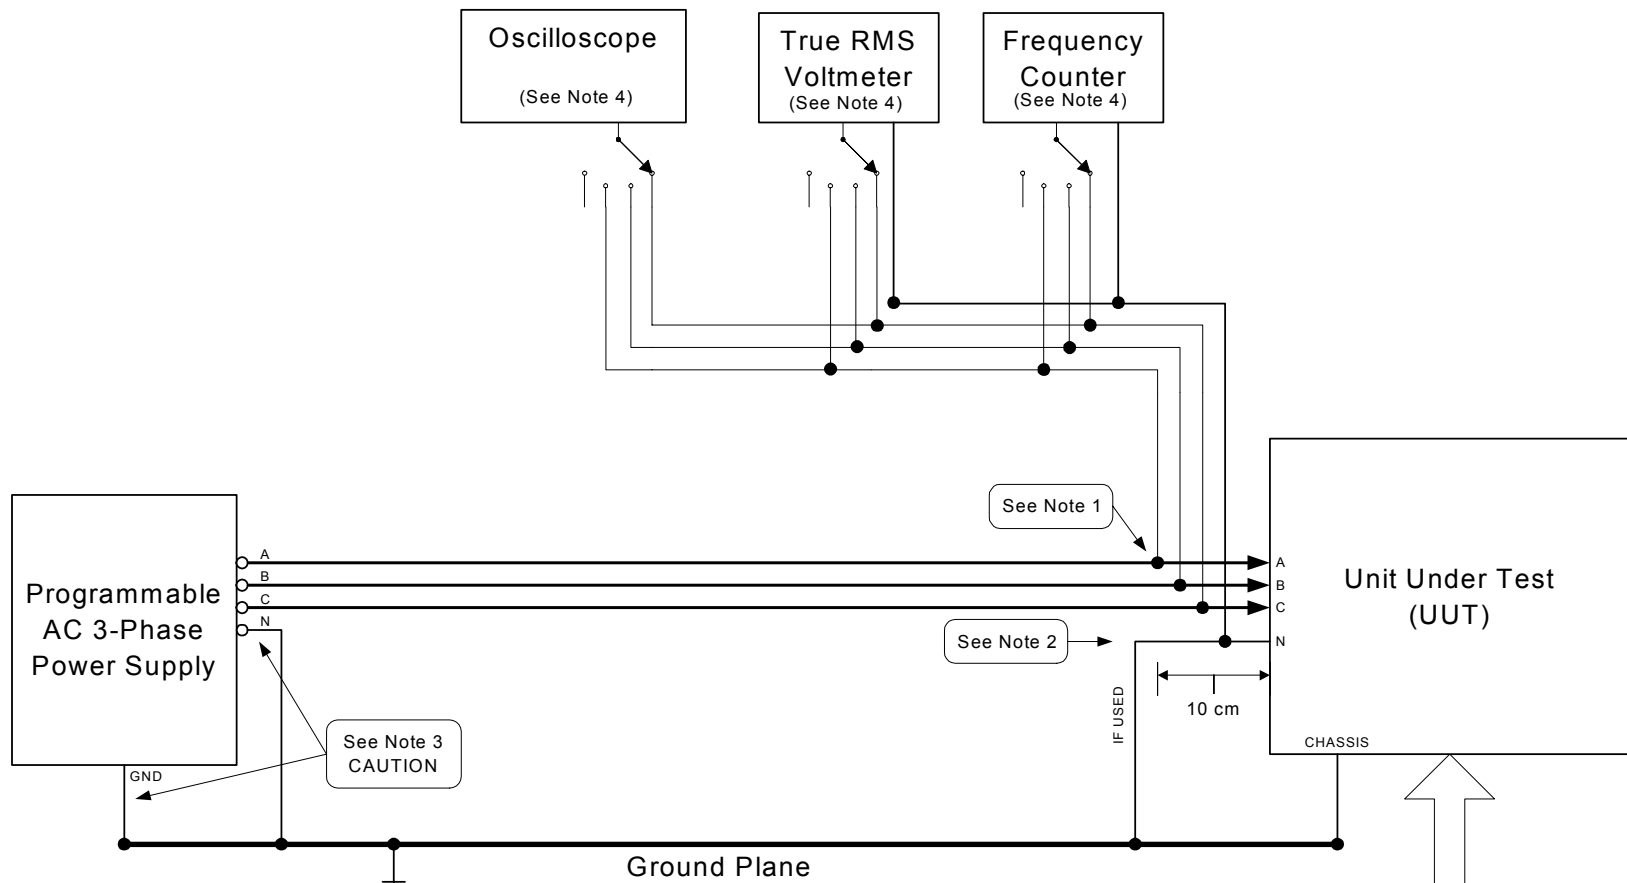 Oscilloscope
(See Note 4)
True RMS
Voltmeter
(See Note 4)
Frequency
Counter
(See Note 4)
See Note 1
A
B
C
N
Programmable
AC 3-Phase
Power Supply
GND
See Note 3
CAUTION
See Note 2
IF USED
10 cm
A
B
C
N
Unit Under Test
(UUT)
CHASSIS
Ground Plane